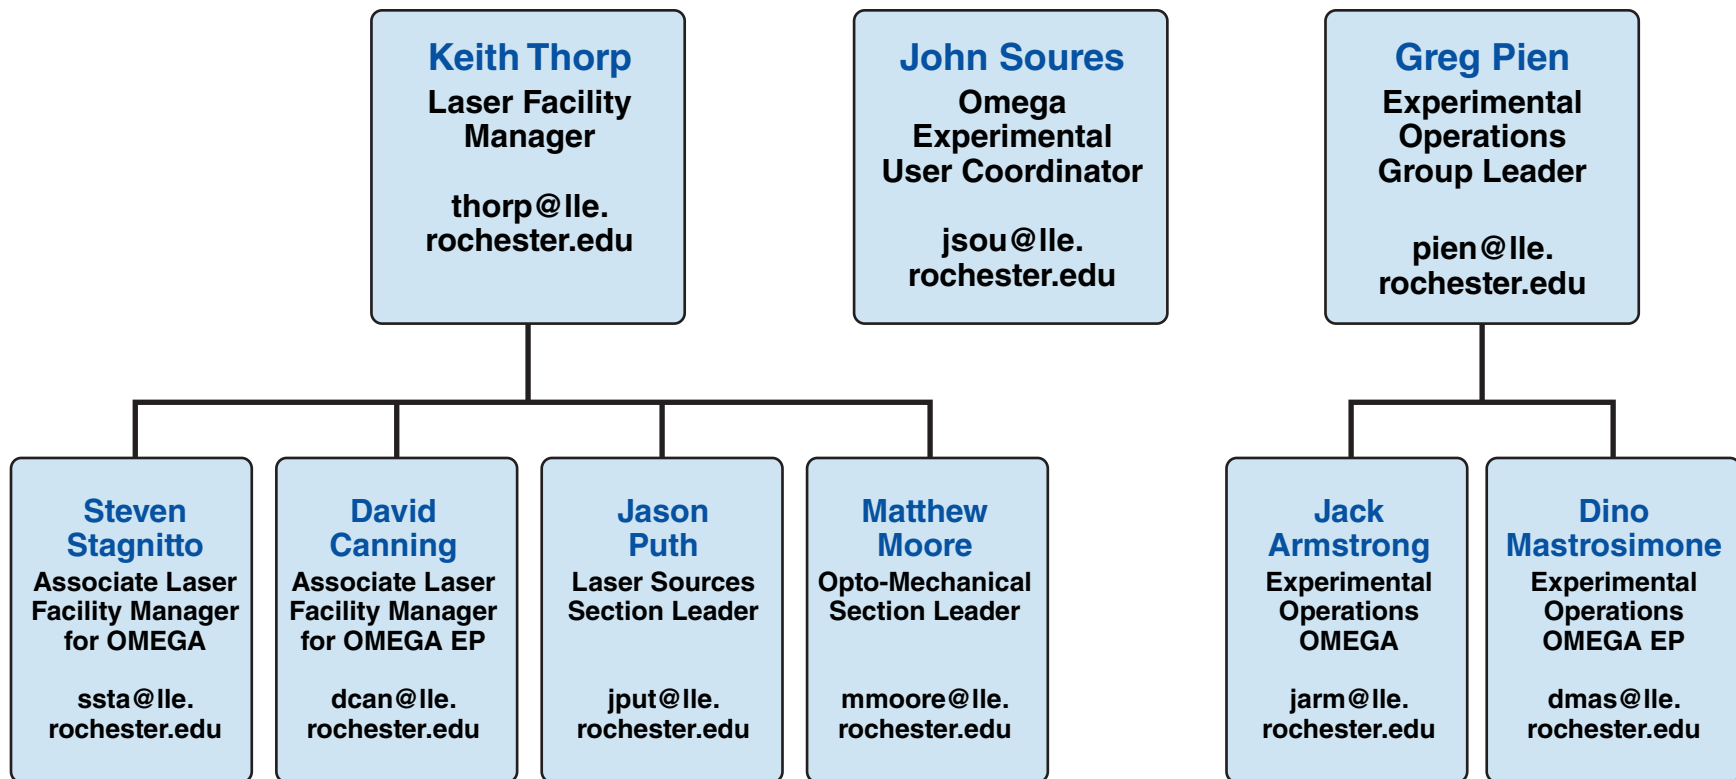 Keith Thorp
Laser Facility
Manager
thorp@lle.
rochester.edu
John Soures
Omega
Experimental
User Coordinator
jsou@lle.
rochester.edu
Greg Pien
Experimental
Operations
Group Leader
pien@lle.
rochester.edu
Steven
Stagnitto
Associate Laser
Facility Manager
for OMEGA
ssta@lle.
rochester.edu
David
Canning
Associate Laser
Facility Manager
for OMEGA EP
dcan@lle.
rochester.edu
Jason
Puth
Laser Sources
Section Leader
jput@lle.
rochester.edu
Matthew
Moore
Opto-Mechanical
Section Leader
mmoore@lle.
rochester.edu
Jack
Armstrong
Experimental
Operations
OMEGA
jarm@lle.
rochester.edu
Dino
Mastrosimone
Experimental
Operations
OMEGA EP
dmas@lle.
rochester.edu